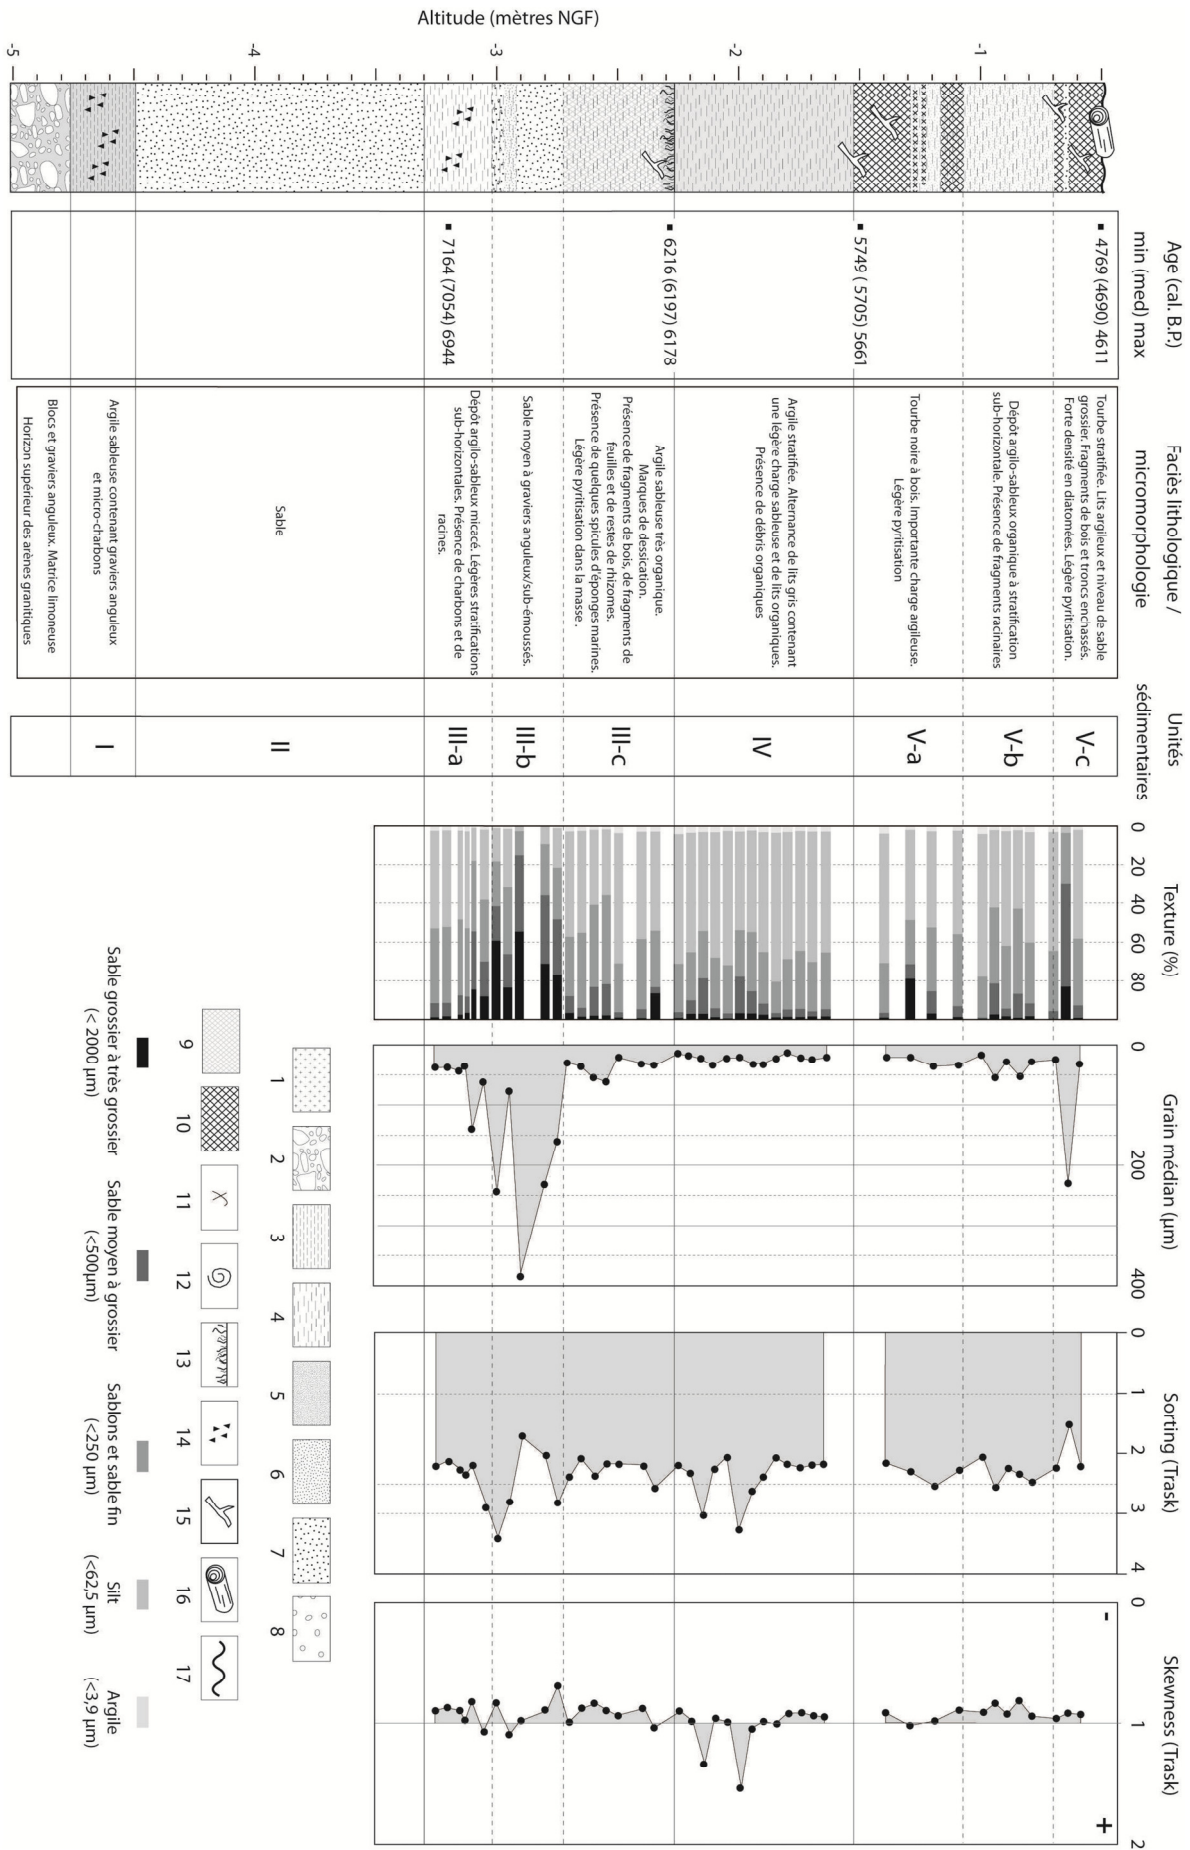 Altitude (mètres NGF)
-1
-2
-3
-4
-5
Age (cal. B.P.)
min (med) max
4769 (4690) 4611
5749 ( 5705) 5661
6216 (6197) 6178
7164 (7054) 6944
Faciès lithologique /
micromorphologie
Tourbe stratifiée. Lits argileux et niveau de sable
grossier. Fragments de bois et troncs enchassés.
Forte densité en diatomées. Légère pyritisation.
Dépôt argilo-sableux organique à stratification
sub-horizontale. Présence de fragments racinaires
Tourbe noire à bois. Importante charge argileuse.
Légère pyritisation
Argile stratifiée. Alternance de lits gris contenant
une légère charge sableuse et de lits organiques.
Présence de débris organiques
Argile sableuse très organique.
Marques de dessication.
Présence de fragments de bois, de fragments de
feuilles et de restes de rhizomes.
Présence de quelques spicules d'éponges marines.
Légère pyritisation dans la masse.
Sable moyen à graviers anguleux/sub-émoussés.
Dépôt argilo-sableux micacé. Légères stratifications
sub-horizontales. Présence de charbons et de
racines.
Sable
Argile sableuse contenant graviers anguleux
et micro-charbons
Blocs et graviers anguleux. Matrice limoneuse
Horizon supérieur des arènes granitiques
Unités
sédimentaires
V-c
V-b
V-a
IV
III-c
III-b
III-a
II
I
Texture (%)
0
20
40
60
80
Grain médian (µm)
0
200
400
Sorting (Trask)
0
1
2
3
4
Skewness (Trask)
0
1
2
-
+
1
2
3
4
5
6
7
8
9
10
11
12
13
14
15
16
17
Sable grossier à très grossier
(< 2000 µm)
Sable moyen à grossier
(<500µm)
Sablons et sable fin
(<250 µm)
Silt
(<62,5 µm)
Argile
(<3,9 µm)